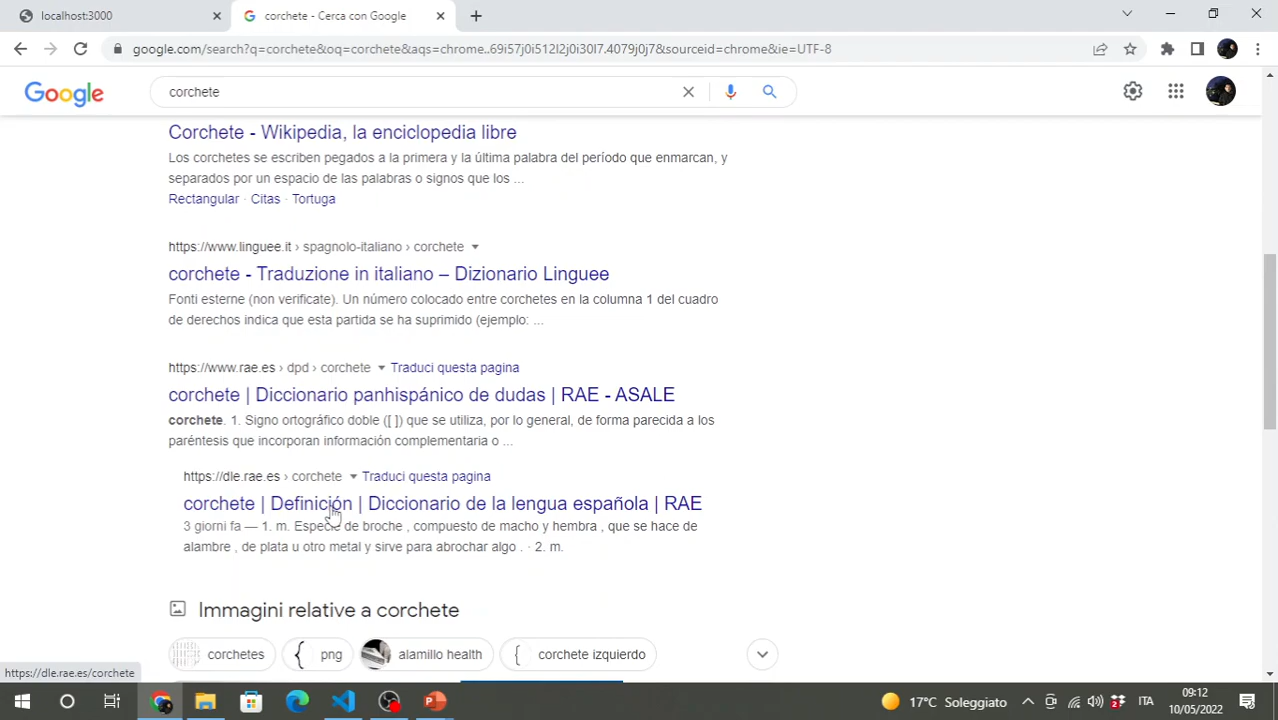 localhost:3000
corchete - Cerca con Google
google.com/search?q=corchete&oq=corchete&aqs=chrome..69i57j0i512l2j0i30l7.4079j0j7&sourceid=chrome&ie=UTF-8
Google
corchete
Corchete - Wikipedia, la enciclopedia libre
Los corchetes se escriben pegados a la primera y la última palabra del período que enmarcan, y
separados por un espacio de las palabras o signos que los ...
Rectangular · Citas · Tortuga
https://www.linguee.it › spagnolo-italiano › corchete
corchete - Traduzione in italiano – Dizionario Linguee
Fonti esterne (non verificate). Un número colocado entre corchetes en la columna 1 del cuadro
de derechos indica que esta partida se ha suprimido (ejemplo: ...
https://www.rae.es › dpd › corchete Traduci questa pagina
corchete | Diccionario panhispánico de dudas | RAE - ASALE
corchete. 1. Signo ortográfico doble ([ ]) que se utiliza, por lo general, de forma parecida a los
paréntesis que incorporan información complementaria o ...
https://dle.rae.es › corchete Traduci questa pagina
corchete | Definición | Diccionario de la lengua española | RAE
3 giorni fa — 1. m. Especie de broche , compuesto de macho y hembra , que se hace de
alambre , de plata u otro metal y sirve para abrochar algo . · 2. m.
Immagini relative a corchete
corchetes
png
alamillo health
corchete izquierdo
https://dle.rae.es/corchete
17°C Soleggiato
ITA
09:12
10/05/2022